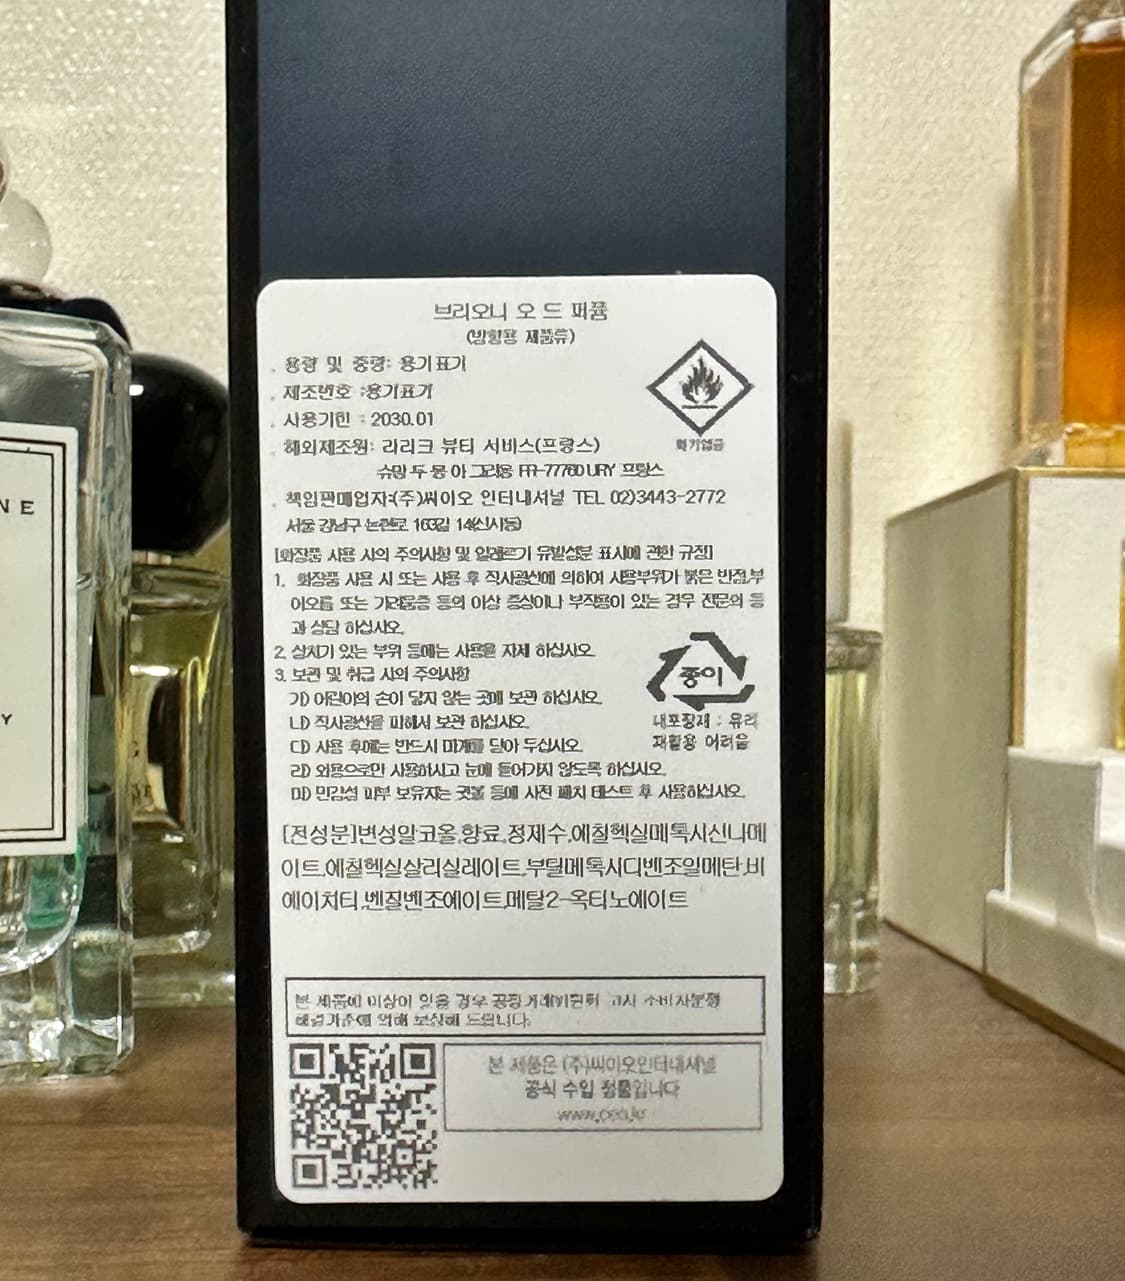 NE
Y
브리오니 오 드 퍼퓸
(방향용 제품류)
. 용량 및 중량: 용기표기
. 제조번호 :용기표기
. 사용기한 : 2030.01
. 해외제조원: 라리크 뷰티 서비스(프랑스)
슈망 두 몽 아 그리용 FR-77760 URY 프랑스
. 책임판매업자:(주)씨이오 인터내셔널 TEL 02)3443-2772
서울 강남구 논현로 163길 14(신사동)
화기엄금
[화장품 사용 시의 주의사항 및 알레르기 유발성분 표시에 관한 규정]
1. 화장품 사용 시 또는 사용 후 직사광선에 의하여 사용부위가 붉은 반점,부
어오름 또는 가려움증 등의 이상 증상이나 부작용이 있는 경우 전문의 등
과 상담 하십시오.
2. 상처가 있는 부위 등에는 사용을 자제 하십시오
3. 보관 및 취급 시의 주의사항
가) 어린이의 손이 닿지 않는 곳에 보관 하십시오.
나) 직사광선을 피해서 보관 하십시오.
다) 사용 후에는 반드시 마개를 닫아 두십시오.
라) 외용으로만 사용하시고 눈에 들어가지 않도록 하십시오.
마) 민감성 피부 보유자는 귓볼 등에 사전 패치 테스트 후 사용하십시오.
종이
내포장재 : 유리
재활용 어려움
[전성분]변성알코올,향료,정제수,에칠헥실메톡시신나메
이트,에칠헥실살리실레이트,부틸메톡시디벤조일메탄,비
에이치티,벤질벤조에이트,메틸2-옥티노에이트
본 제품에 이상이 있을 경우 공정거래위원회 고시 소비자분쟁
해결기준에 의해 보상해 드립니다.
본 제품은 (주)씨이오인터내셔널
공식 수입 정품입니다